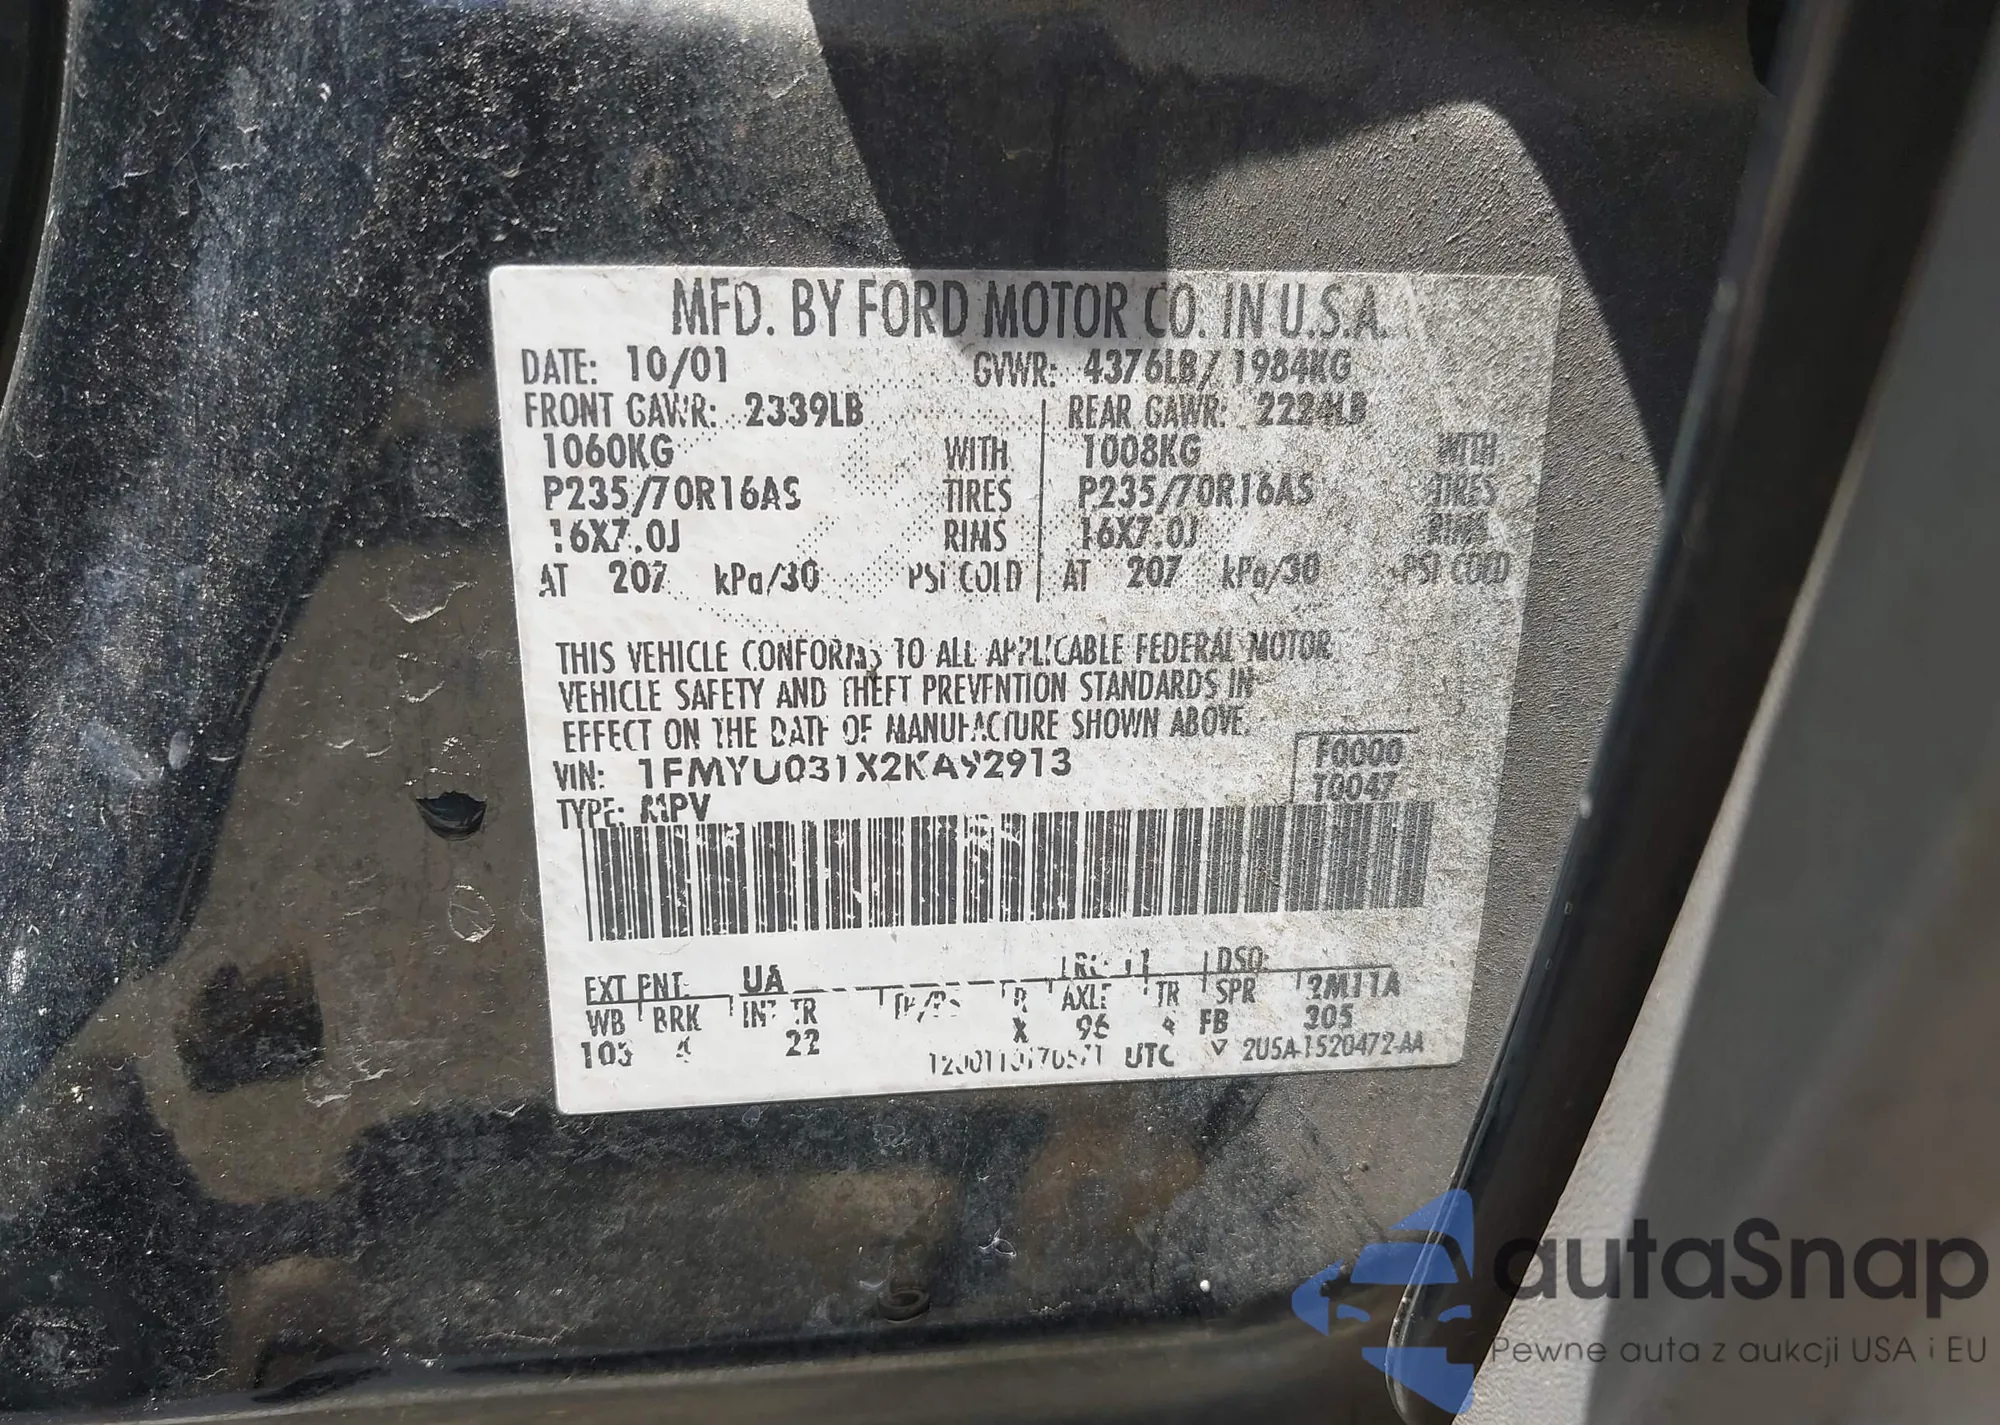 MFD. BY FORD MOTOR CO. IN U.S.A.
DATE: 10/01 GVWR: 4376LB/ 1984KG
FRONT GAWR: 2339LB REAR GAWR: 2224LB
1060KG WITH 1008KG WITH
P235/70R16AS TIRES P235/70R16AS TIRES
16X7.0J RIMS 16X7.0J RIMS
AT 207 kPa/30 PSI COLD AT 207 kPa/30 PSI COLD
THIS VEHICLE CONFORMS TO ALL APPLICABLE FEDERAL MOTOR
VEHICLE SAFETY AND THEFT PREVENTION STANDARDS IN
EFFECT ON THE DATE OF MANUFACTURE SHOWN ABOVE.
VIN: 1FMYU031X2KA92913 F0000
TYPE: MPV T0047
EXT PNT: UA DSO:
WB BRK INT TR TP/PS R AXLE TR SPR 2M11A
103 4 22 X 96 4 FB 305
UTC 2U5A-1520472-AA
autaSnap
Pewne auta z aukcji USA i EU